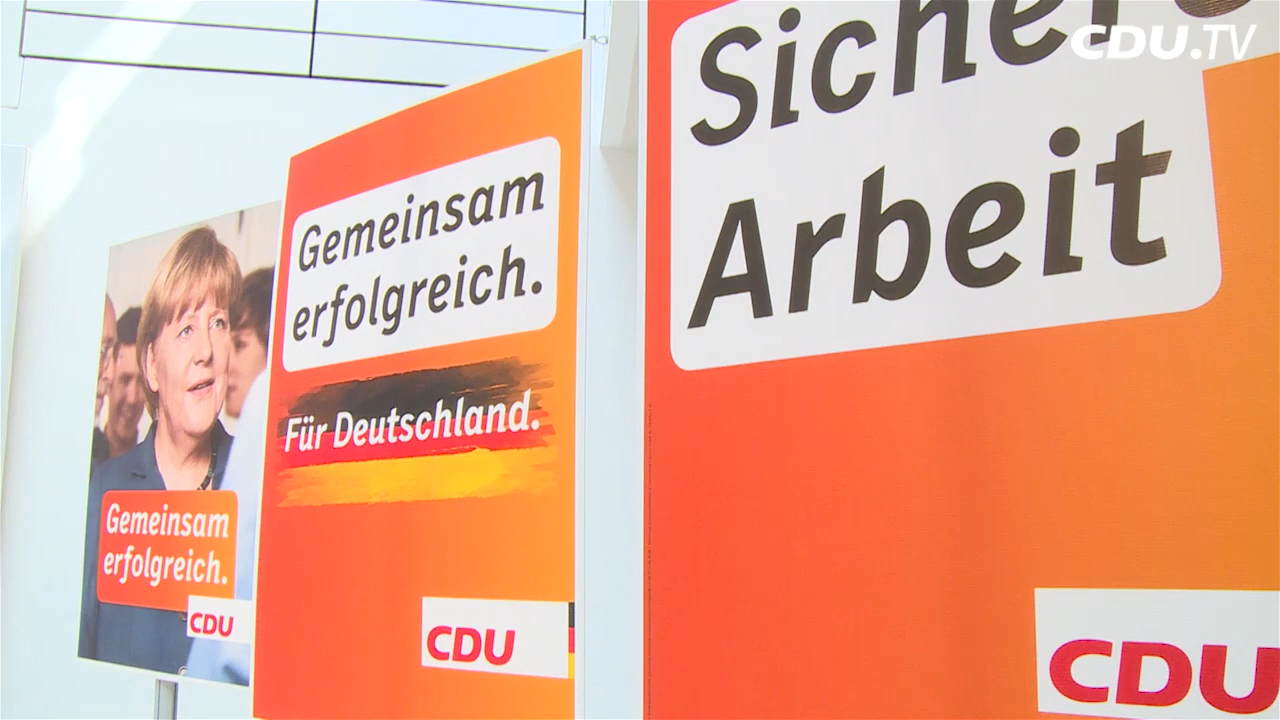 Gemeinsam
erfolgreich.
CDU
Gemeinsam
erfolgreich.
Für Deutschland.
CDU
Arbeit
CDU
CDU.TV